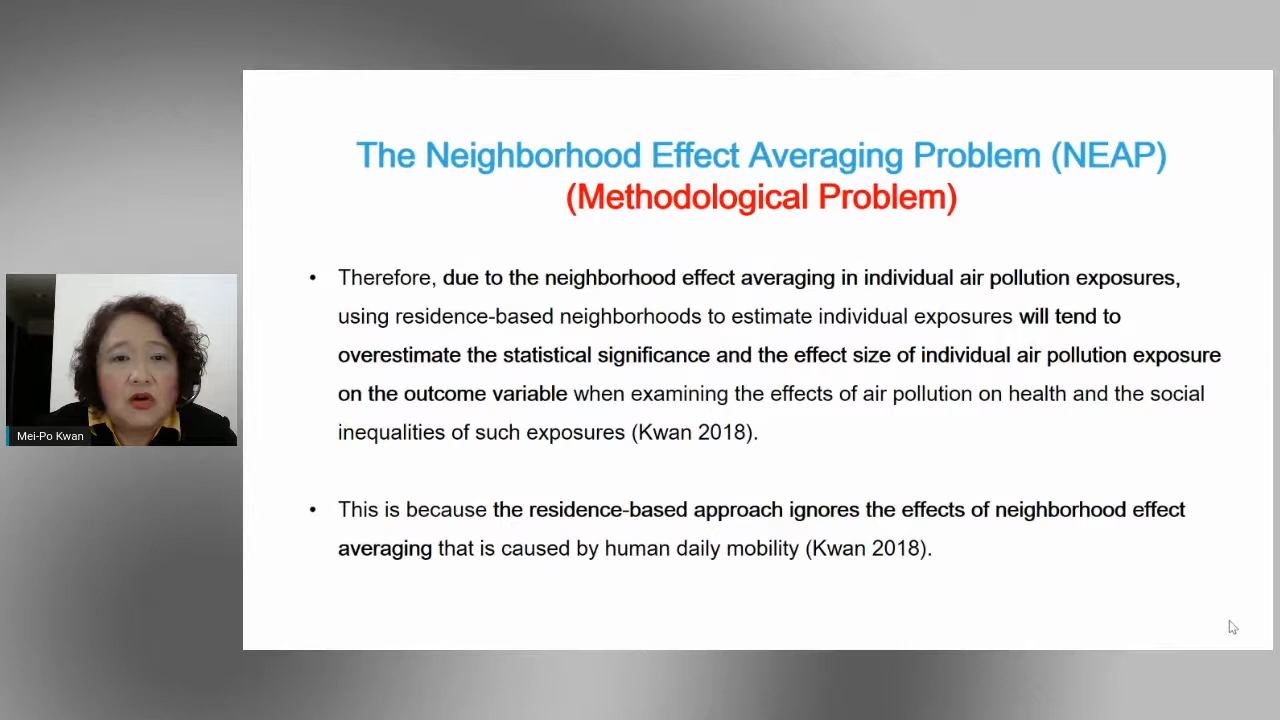 The Neighborhood Effect Averaging Problem (NEAP)
(Methodological Problem)
• Therefore, due to the neighborhood effect averaging in individual air pollution exposures,
using residence-based neighborhoods to estimate individual exposures will tend to
overestimate the statistical significance and the effect size of individual air pollution exposure
on the outcome variable when examining the effects of air pollution on health and the social
inequalities of such exposures (Kwan 2018).
• This is because the residence-based approach ignores the effects of neighborhood effect
averaging that is caused by human daily mobility (Kwan 2018).
Mei-Po Kwan